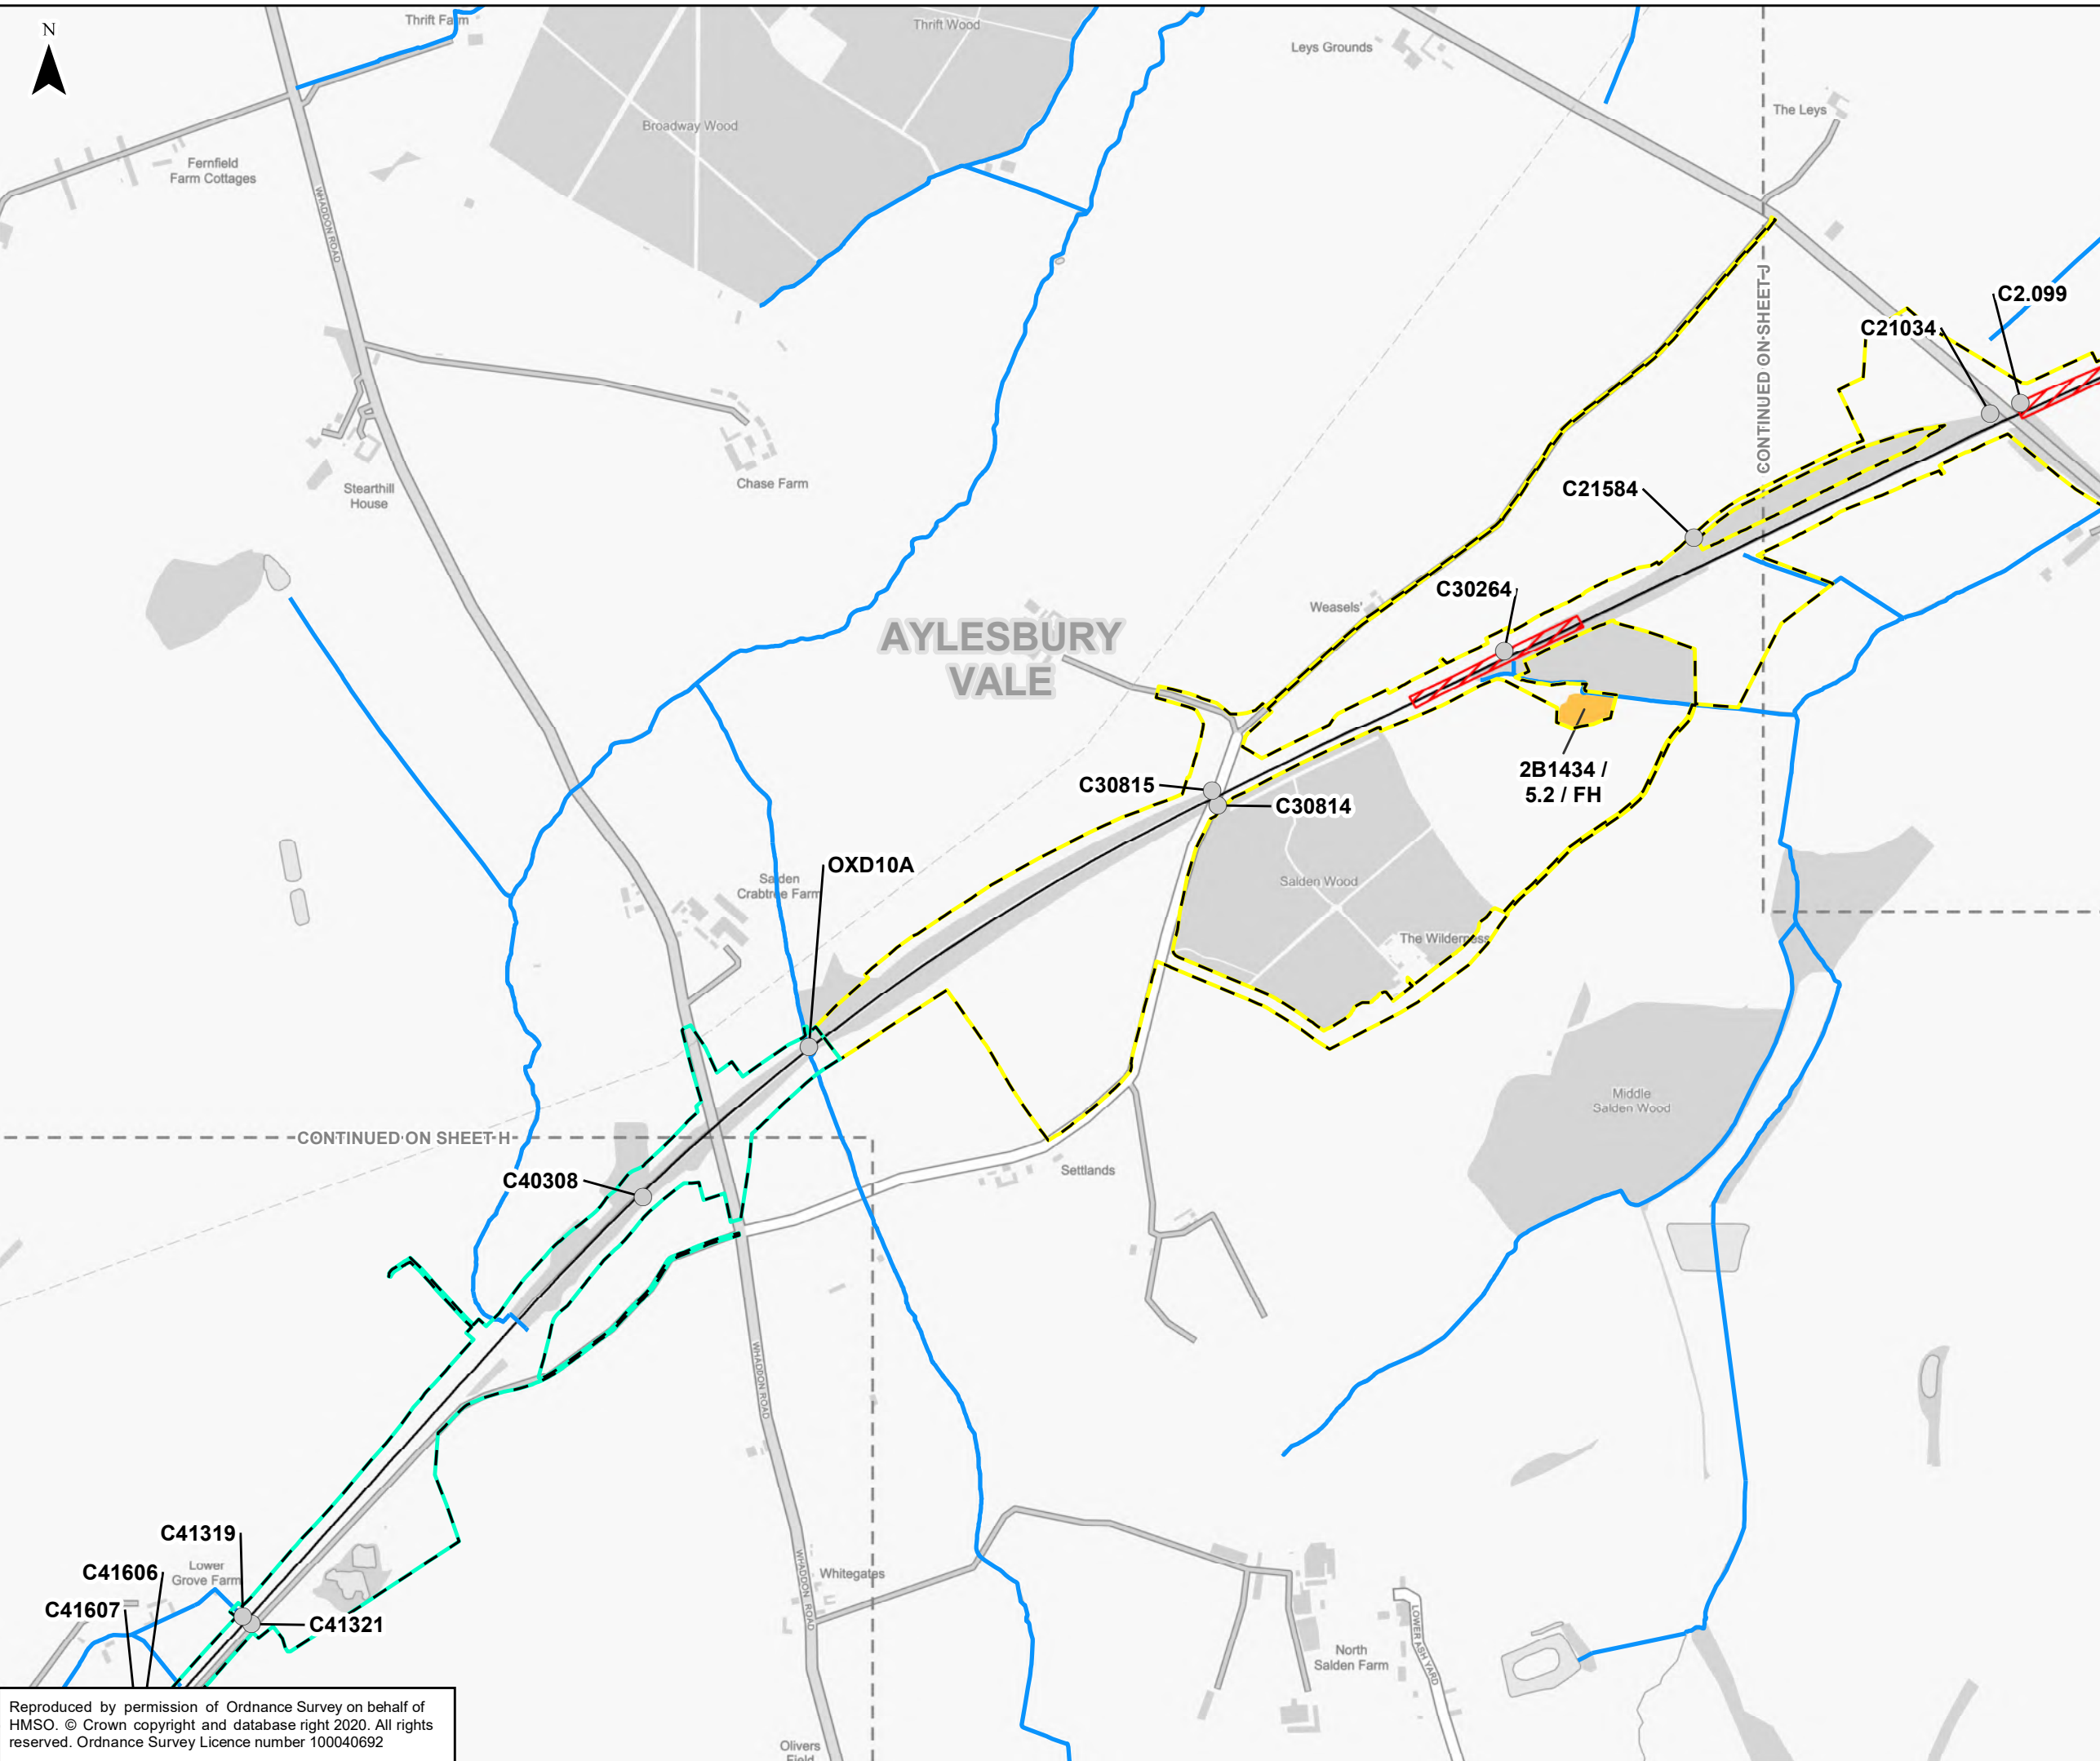 N
Thrift Farm
Thrift Wood
Leys Grounds
The Leys
Broadway Wood
Fernfield
Farm Cottages
WHADDON ROAD
CONTINUED ON SHEET J
C2.099
C21034
Stearthill
House
Chase Farm
C21584
C30264
Weasels'
AYLESBURY
VALE
2B1434 /
5.2 / FH
C30815
C30814
OXD10A
Salden
Crabtree Farm
Salden Wood
The Wilderness
Middle
Salden Wood
CONTINUED ON SHEET H
C40308
Settlands
WHADDON ROAD
C41319
C41606
Lower
Grove Farm
C41607
C41321
WHADDON ROAD
Whitegates
LOWER ASH YARD
North
Salden Farm
Olivers
Field
Reproduced by permission of Ordnance Survey on behalf of
HMSO. © Crown copyright and database right 2020. All rights
reserved. Ordnance Survey Licence number 100040692